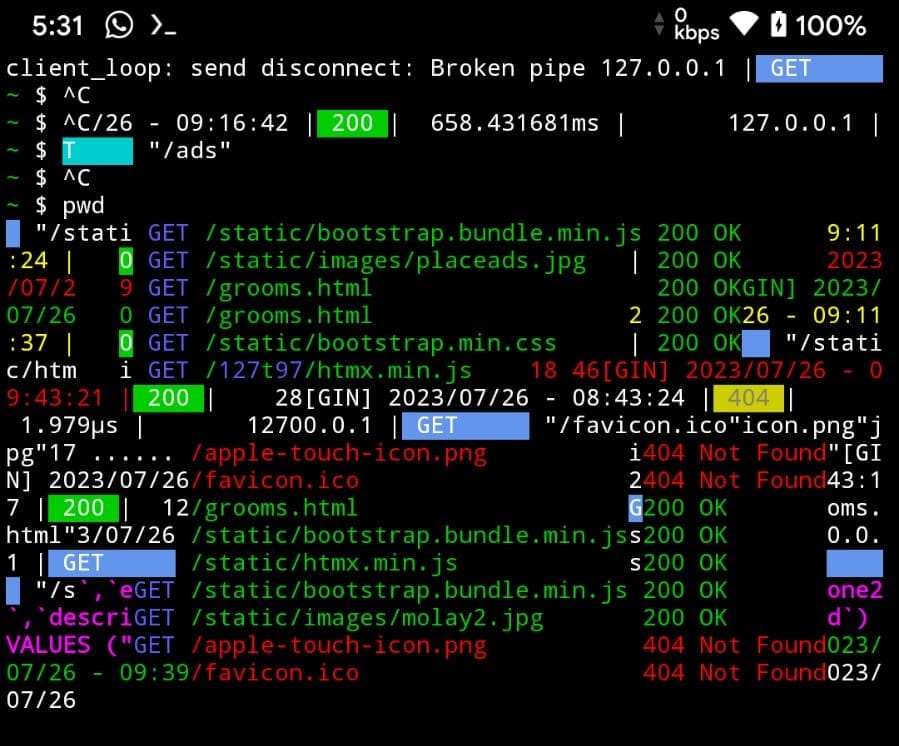 5:31 0 kbps 100%
client_loop: send disconnect: Broken pipe 127.0.0.1 | GET
~ $ ^C
~ $ ^C/26 - 09:16:42 | 200 |  658.431681ms |       127.0.0.1 |
~ $ T     "/ads"
~ $ ^C
~ $ pwd
"/stati GET /static/bootstrap.bundle.min.js 200 OK      9:11
:24 |   0 GET /static/images/placeads.jpg   | 200 OK      2023
/07/2   9 GET /grooms.html                    200 OKGIN] 2023/
07/26   0 GET /grooms.html                  2 200 OK26 - 09:11
:37 |   0 GET /static/bootstrap.min.css     | 200 OK   "/stati
c/htm   i GET /127t97/htmx.min.js    18 46[GIN] 2023/07/26 - 0
9:43:21 | 200 |     28[GIN] 2023/07/26 - 08:43:24 | 404 |
1.979µs |       12700.0.1 | GET      "/favicon.ico"icon.png"j
pg"17 ...... /apple-touch-icon.png          i404 Not Found"[GI
N] 2023/07/26/favicon.ico                   2404 Not Found43:1
7 | 200 |  12/grooms.html                   G200 OK       oms.
html"3/07/26 /static/bootstrap.bundle.min.jss200 OK       0.0.
1 | GET      /static/htmx.min.js            s200 OK
"/s`,`eGET /static/bootstrap.bundle.min.js 200 OK       one2
`,`descriGET /static/images/molay2.jpg       200 OK       d`)
VALUES ("GET /apple-touch-icon.png           404 Not Found023/
07/26 - 09:39/favicon.ico                    404 Not Found023/
07/26